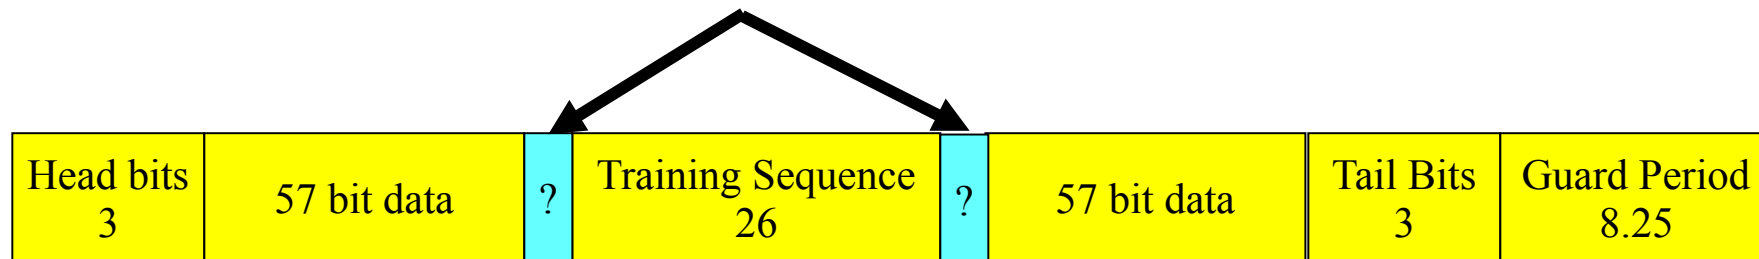 Head bits
3
57 bit data
?
Training Sequence
26
?
57 bit data
Tail Bits
3
Guard Period
8.25